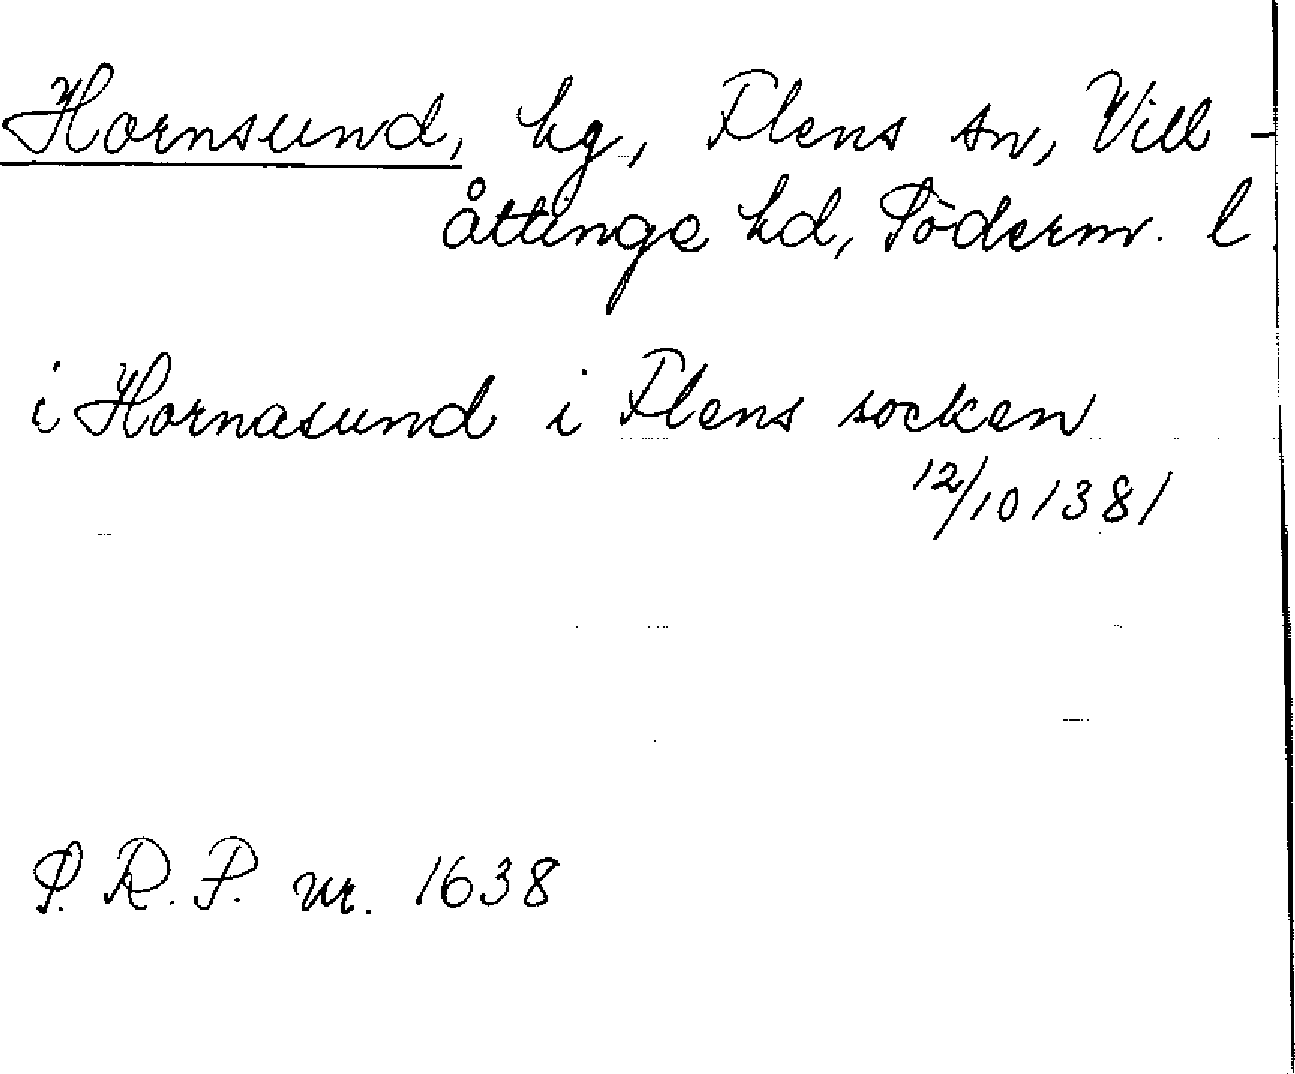 Hornsund, hg, Flens sn, Vill-
åttinge hd, Söderm. l.
i Hornasund i Flens socken
12/10 1381
S.R.P. nr. 1638